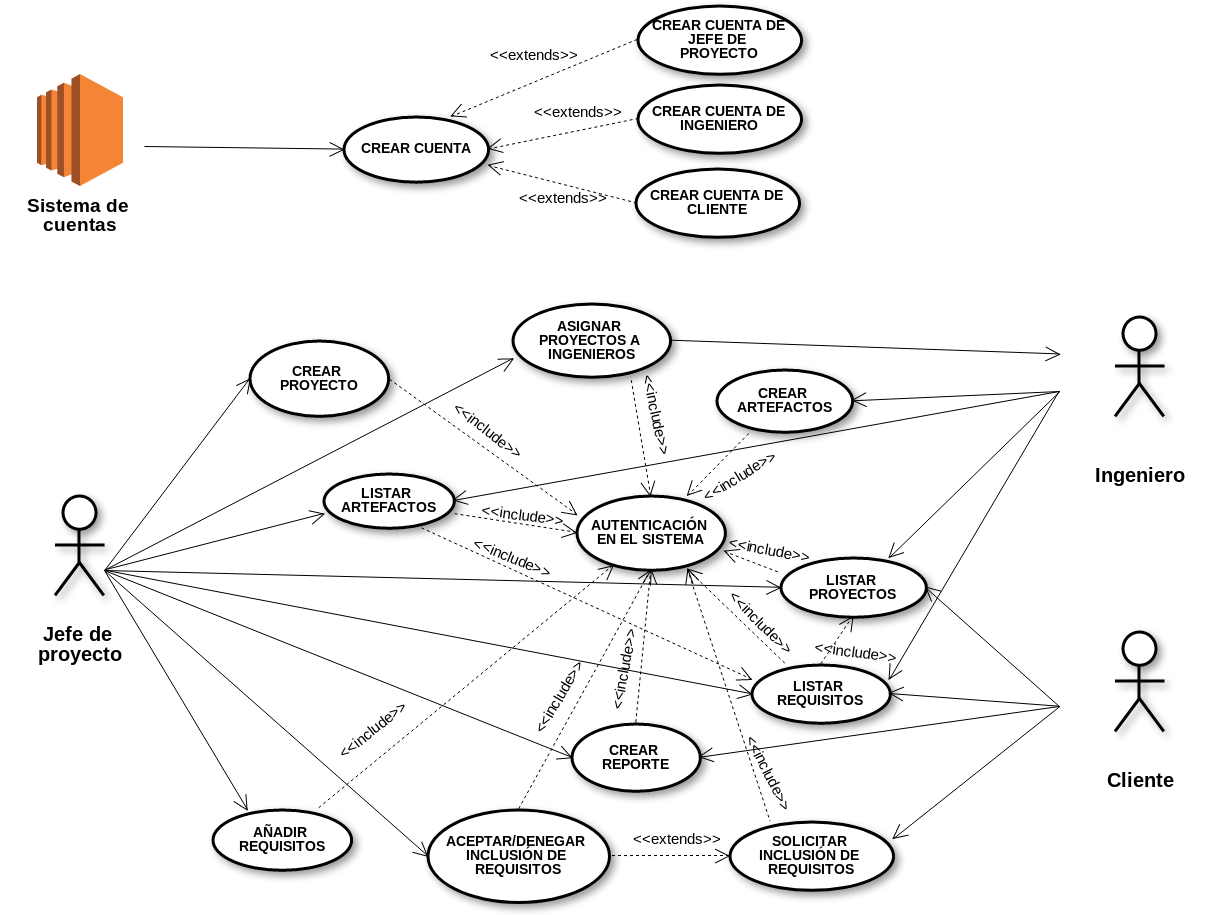 CREAR CUENTA DE
JEFE DE
PROYECTO
<<extends>>
CREAR CUENTA DE
INGENIERO
<<extends>>
CREAR CUENTA
CREAR CUENTA DE
CLIENTE
<<extends>>
Sistema de
cuentas
ASIGNAR
PROYECTOS A
INGENIEROS
CREAR
PROYECTO
CREAR
ARTEFACTOS
<<include>>
<<include>>
<<include>>
Ingeniero
LISTAR
ARTEFACTOS
<<include>>
AUTENTICACIÓN
EN EL SISTEMA
<<include>>
<<include>>
LISTAR
PROYECTOS
Jefe de
proyecto
<<include>>
<<include>>
<<include>>
<<include>>
LISTAR
REQUISITOS
<<include>>
CREAR
REPORTE
<<include>>
Cliente
AÑADIR
REQUISITOS
ACEPTAR/DENEGAR
INCLUSIÓN DE
REQUISITOS
<<extends>>
SOLICITAR
INCLUSIÓN DE
REQUISITOS